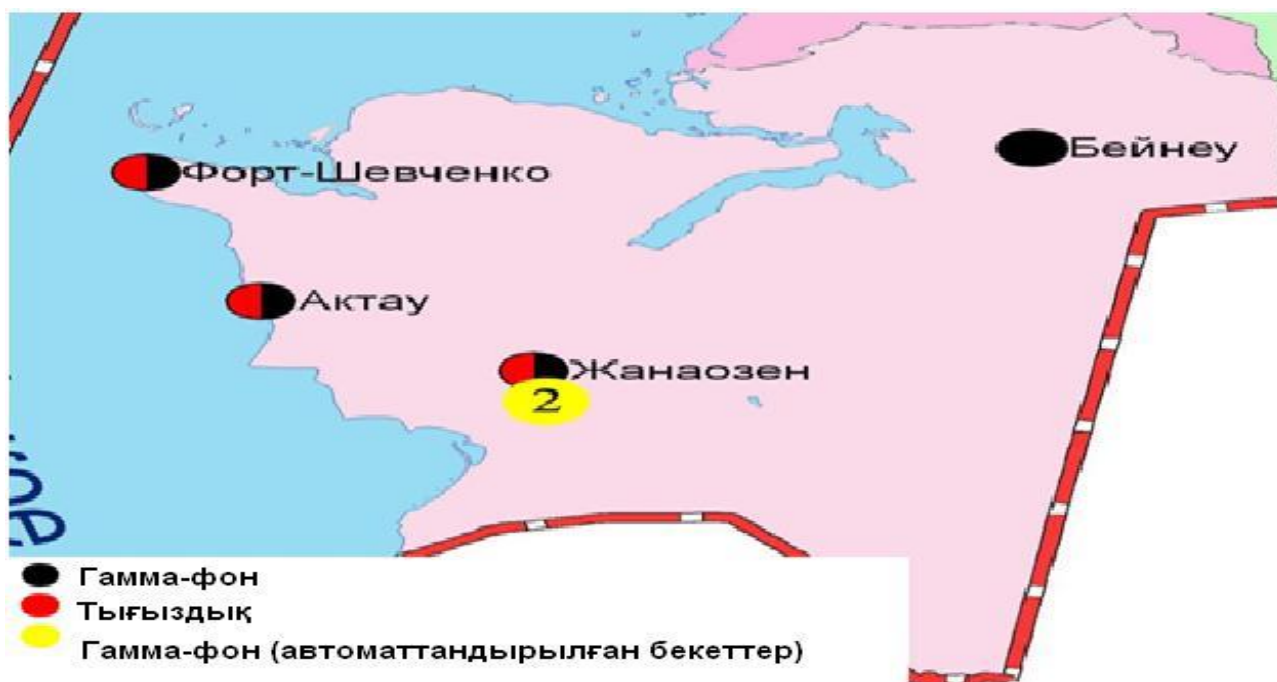 Форт-Шевченко
Бейнеу
Актау
Жанаозен
2
Гамма-фон
Тығыздық
Гамма-фон (автоматтандырылған бекеттер)